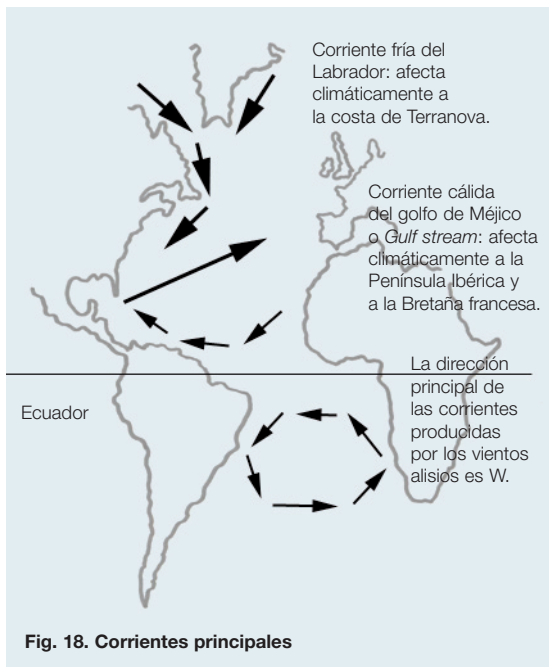 Corriente fría del
Labrador: afecta
climáticamente a
la costa de Terranova.
Corriente cálida
del golfo de Méjico
o Gulf stream: afecta
climáticamente a la
Península Ibérica y
a la Bretaña francesa.
La dirección
principal de
las corrientes
producidas
por los vientos
alisios es W.
Ecuador
Fig. 18. Corrientes principales